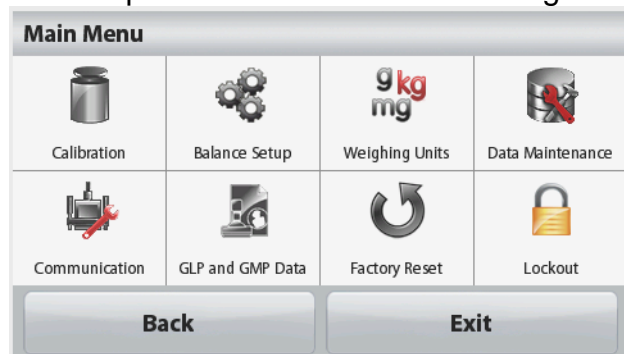 Main Menu
g kg
mg
Calibration
Balance Setup
Weighing Units
Data Maintenance
Communication
GLP and GMP Data
Factory Reset
Lockout
Back
Exit